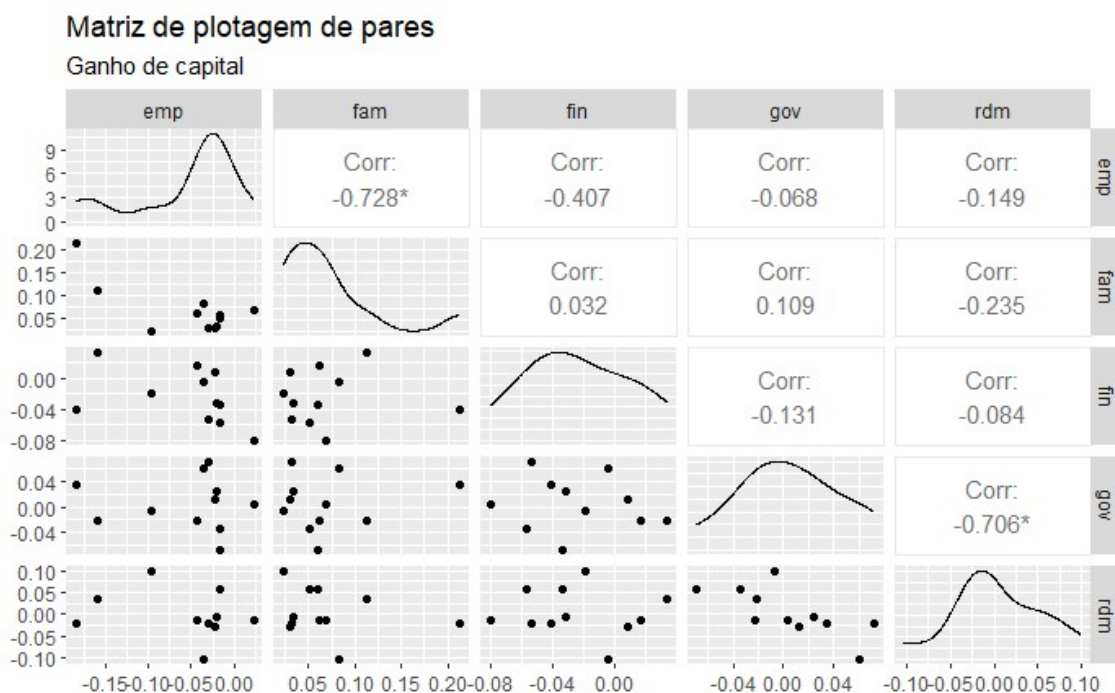 Matriz de plotagem de pares
Ganho de capital
emp fam fin gov rdm
9
6
3
0
Corr:
-0.728*
Corr:
-0.407
Corr:
-0.068
Corr:
-0.149
emp
0.20
0.15
0.10
0.05
Corr:
0.032
Corr:
0.109
Corr:
-0.235
fam
0.00
-0.04
-0.08
Corr:
-0.131
Corr:
-0.084
fin
0.04
0.00
-0.04
Corr:
-0.706*
gov
0.10
0.05
0.00
-0.05
-0.10
rdm
-0.15 -0.10 -0.05 0.00 0.05 0.10 0.15 0.20 -0.08 -0.04 0.00 -0.04 0.00 0.04 -0.10 -0.05 0.00 0.05 0.10